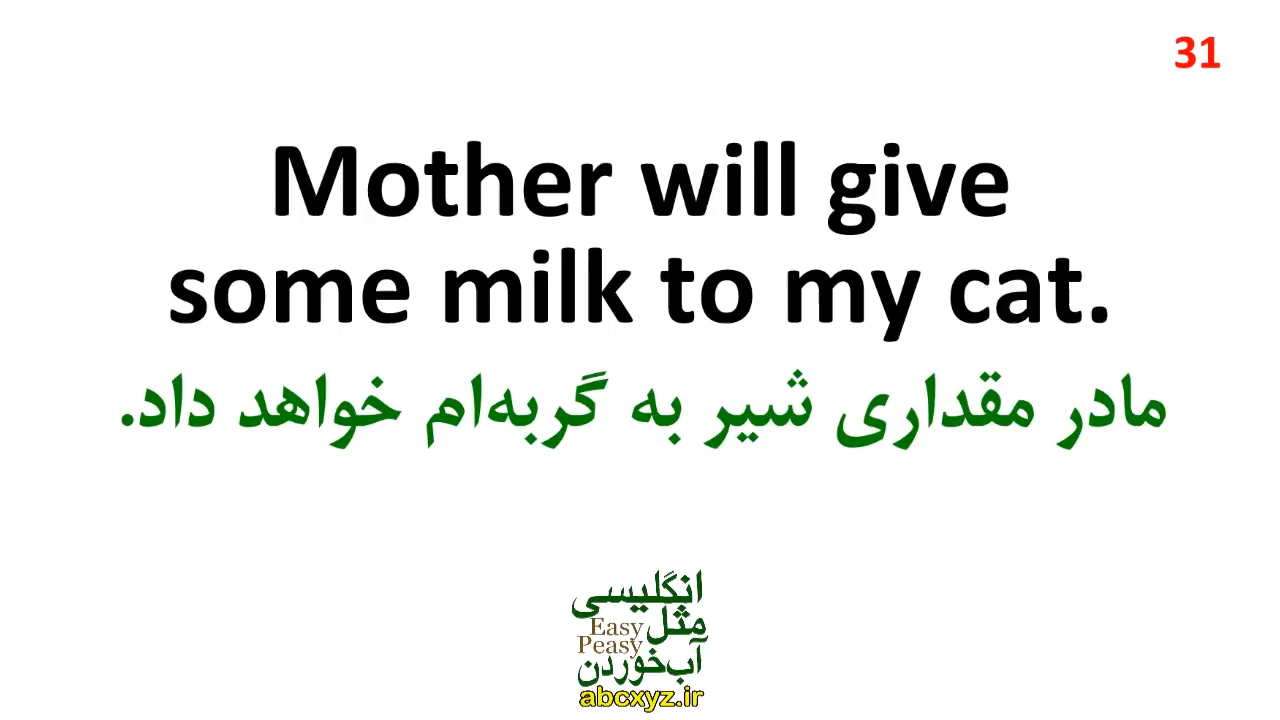 31
Mother will give
some milk to my cat.
مادر مقداری شیر به گربه‌ام خواهد داد.
انگلیسی
مثل Easy
Peasy
آب‌خوردن
abcxyz.ir